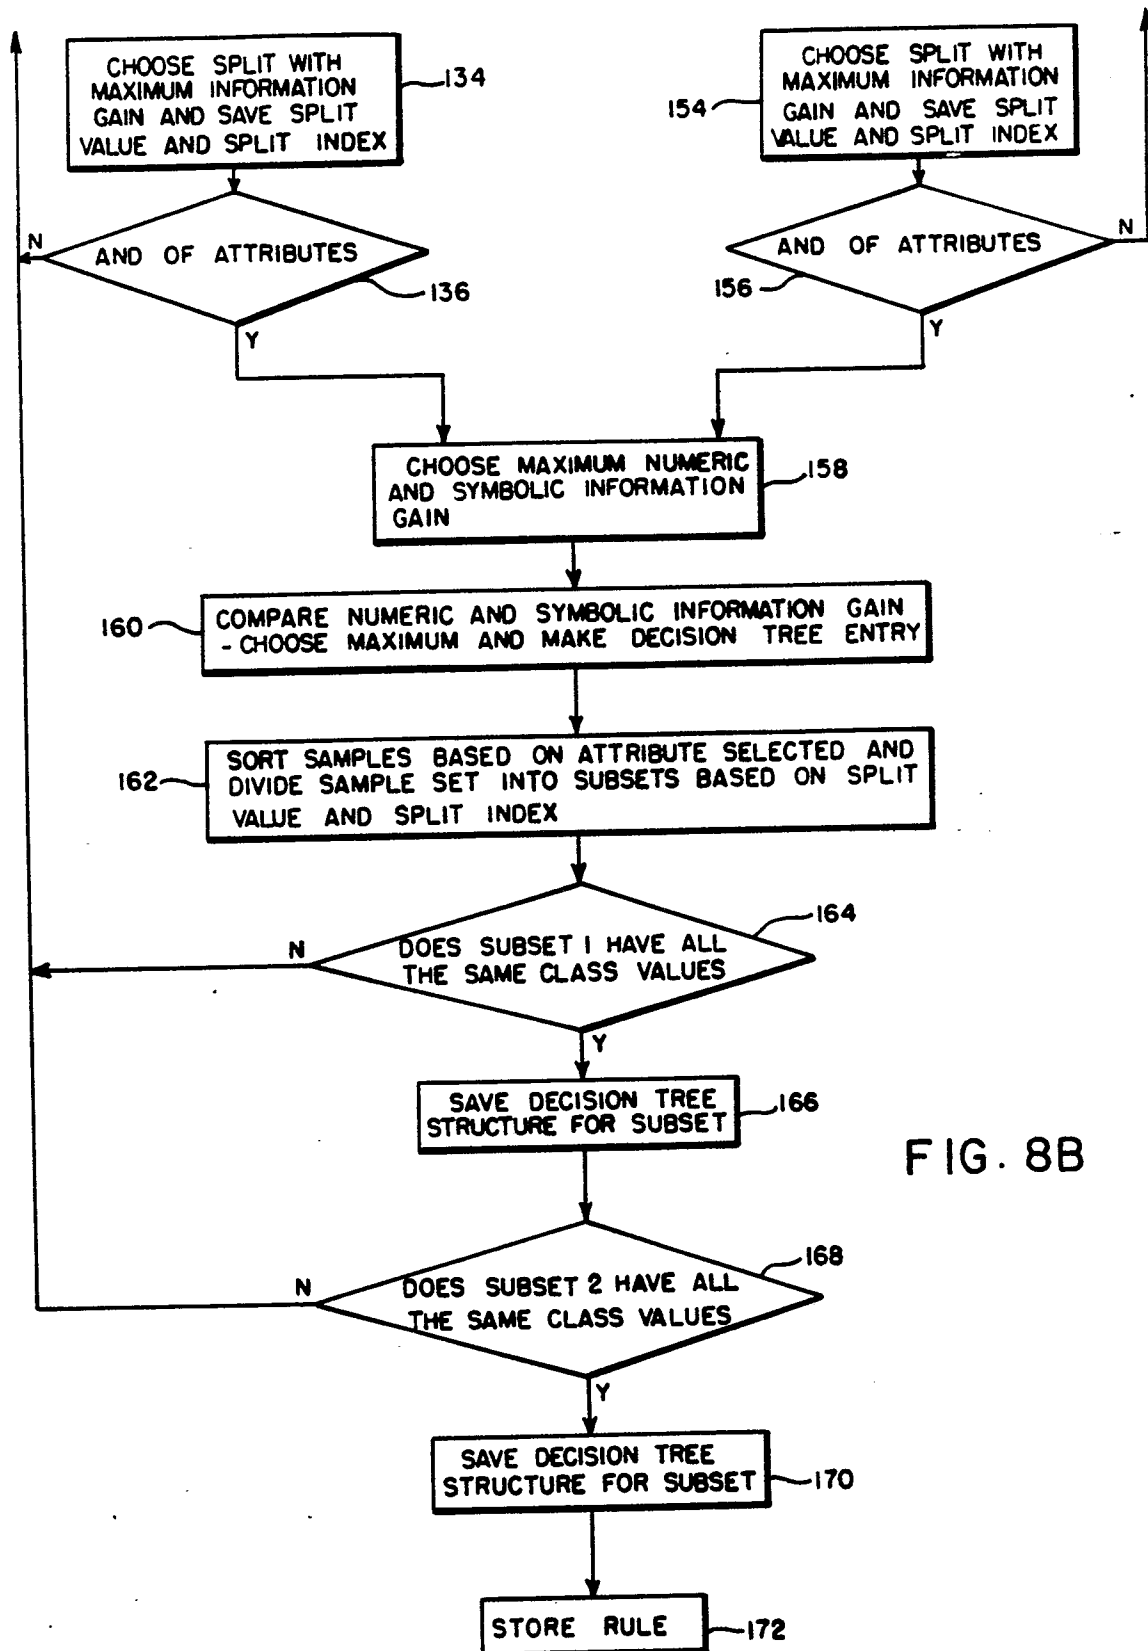 CHOOSE SPLIT WITH
MAXIMUM INFORMATION
GAIN AND SAVE SPLIT
VALUE AND SPLIT INDEX
134
CHOOSE SPLIT WITH
MAXIMUM INFORMATION
GAIN AND SAVE SPLIT
VALUE AND SPLIT INDEX
154
N
AND OF ATTRIBUTES
136
Y
AND OF ATTRIBUTES
N
156
Y
CHOOSE MAXIMUM NUMERIC
AND SYMBOLIC INFORMATION
GAIN
158
160
COMPARE NUMERIC AND SYMBOLIC INFORMATION GAIN
- CHOOSE MAXIMUM AND MAKE DECISION TREE ENTRY
162
SORT SAMPLES BASED ON ATTRIBUTE SELECTED AND
DIVIDE SAMPLE SET INTO SUBSETS BASED ON SPLIT
VALUE AND SPLIT INDEX
164
N
DOES SUBSET 1 HAVE ALL
THE SAME CLASS VALUES
Y
SAVE DECISION TREE
STRUCTURE FOR SUBSET
166
FIG. 8B
168
N
DOES SUBSET 2 HAVE ALL
THE SAME CLASS VALUES
Y
SAVE DECISION TREE
STRUCTURE FOR SUBSET
170
STORE RULE
172